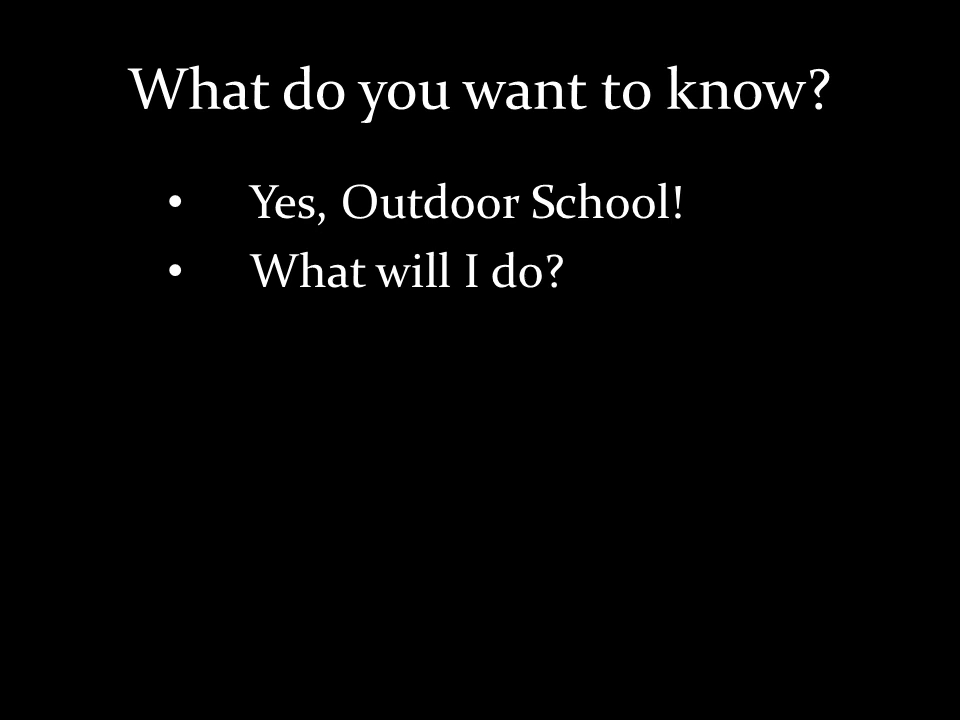 What do you want to know?
• Yes, Outdoor School!
• What will I do?